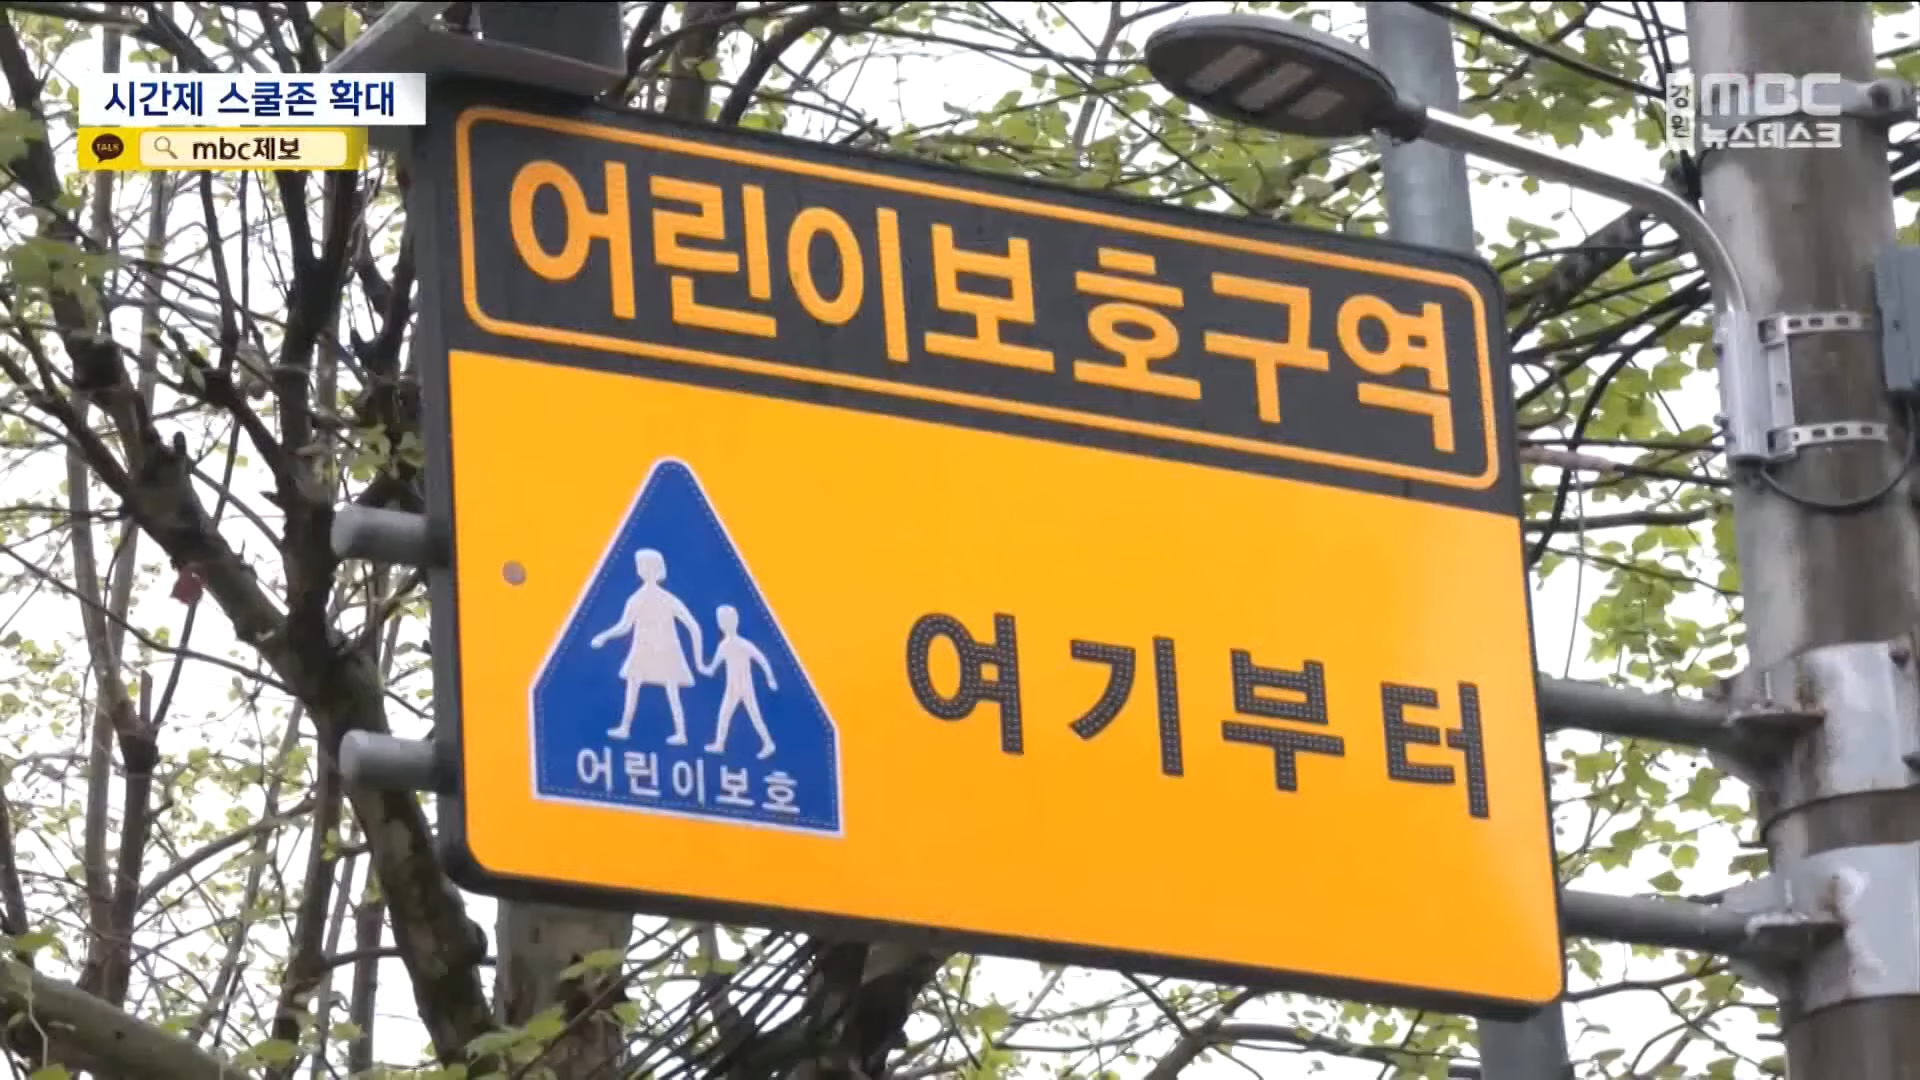 시간제 스쿨존 확대
TALK mbc제보
강원 MBC
뉴스데스크
어린이보호구역
여기부터
어린이보호